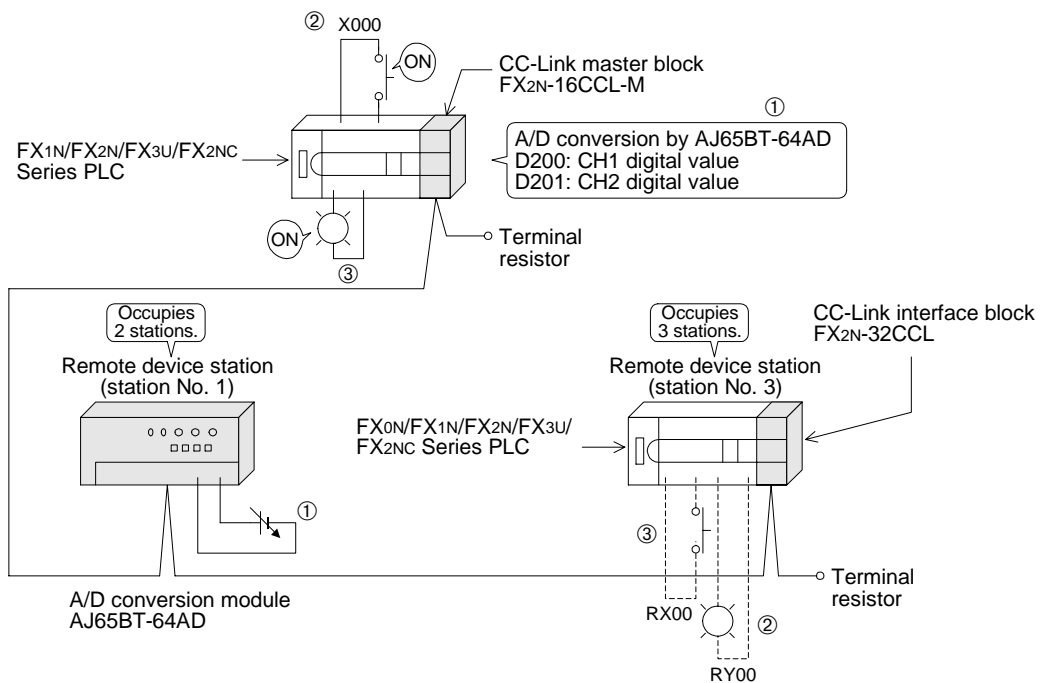 ② X000
ON
CC-Link master block
FX2N-16CCL-M
①
A/D conversion by AJ65BT-64AD
D200: CH1 digital value
D201: CH2 digital value
FX1N/FX2N/FX3U/FX2NC
Series PLC
ON
③
Terminal
resistor
Occupies
2 stations.
Remote device station
(station No. 1)
Occupies
3 stations.
Remote device station
(station No. 3)
CC-Link interface block
FX2N-32CCL
FX0N/FX1N/FX2N/FX3U/
FX2NC Series PLC
①
③
A/D conversion module
AJ65BT-64AD
Terminal
resistor
RX00
②
RY00